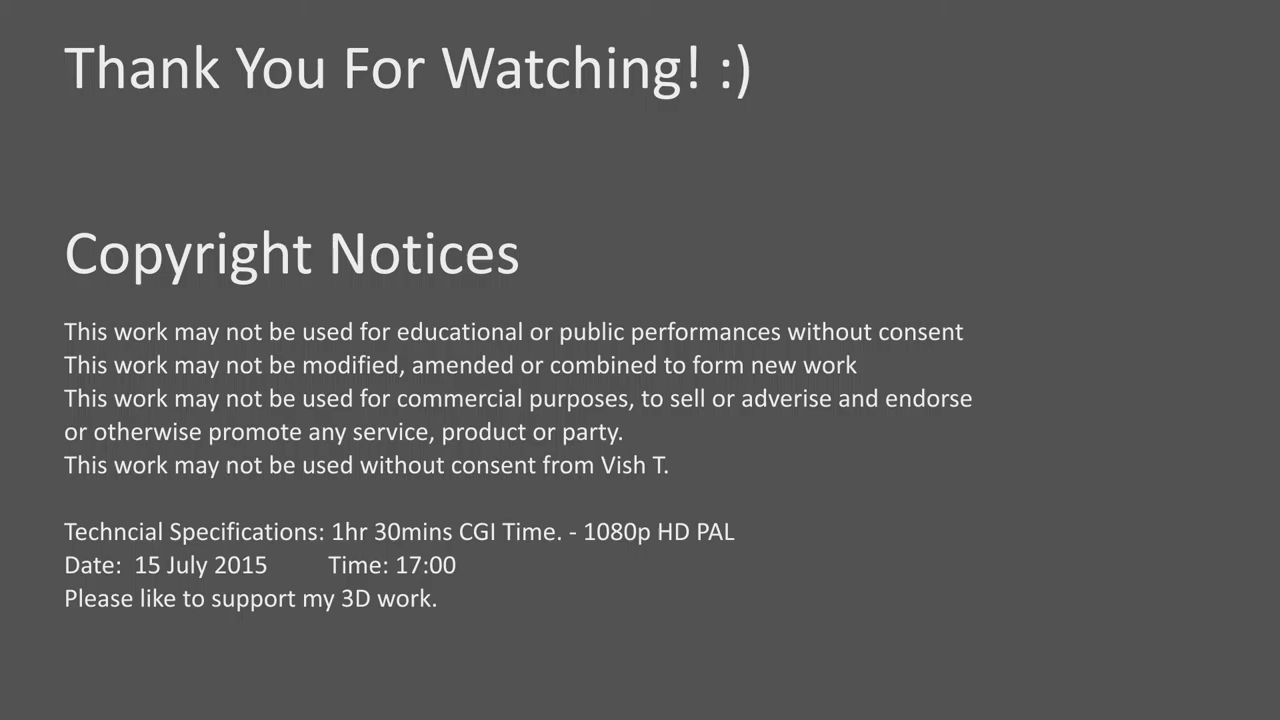 Thank You For Watching! :)
Copyright Notices
This work may not be used for educational or public performances without consent
This work may not be modified, amended or combined to form new work
This work may not be used for commercial purposes, to sell or adverise and endorse
or otherwise promote any service, product or party.
This work may not be used without consent from Vish T.
Techncial Specifications: 1hr 30mins CGI Time. - 1080p HD PAL
Date:  15 July 2015          Time: 17:00
Please like to support my 3D work.